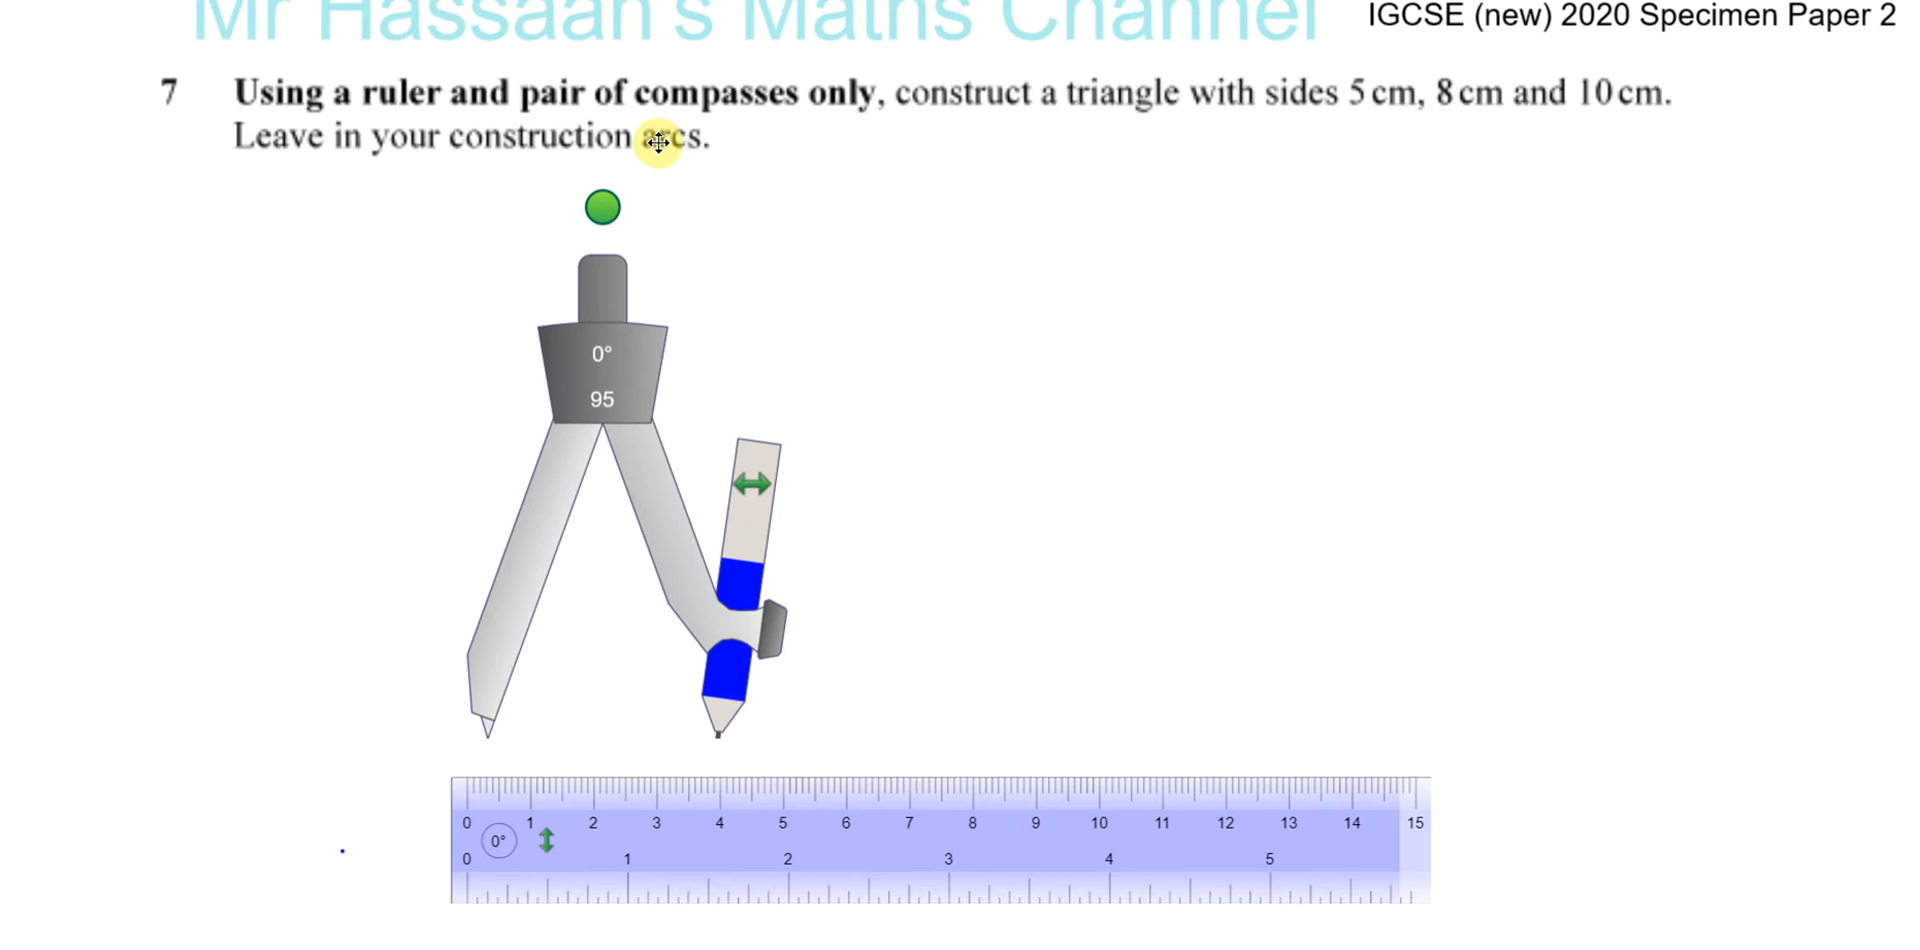 Mr Hassaan's Maths Channel
IGCSE (new) 2020 Specimen Paper 2
7 Using a ruler and pair of compasses only, construct a triangle with sides 5 cm, 8 cm and 10 cm.
Leave in your construction arcs.
0°
95
0 1 2 3 4 5 6 7 8 9 10 11 12 13 14 15
0°
0 1 2 3 4 5